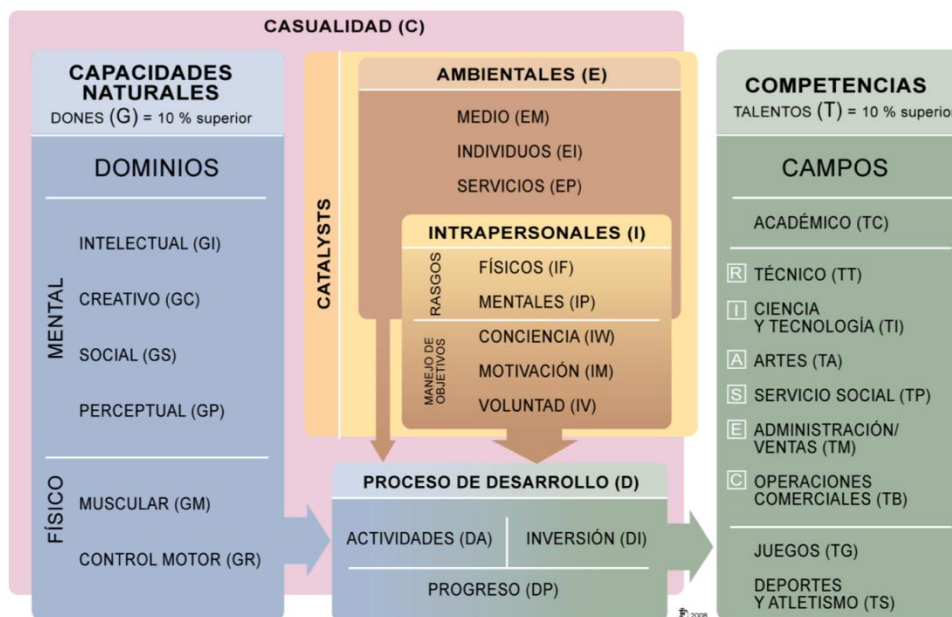 CASUALIDAD (C)
CAPACIDADES
NATURALES
DONES (G) = 10 % superior
DOMINIOS
MENTAL
INTELECTUAL (GI)
CREATIVO (GC)
SOCIAL (GS)
PERCEPTUAL (GP)
FÍSICO
MUSCULAR (GM)
CONTROL MOTOR (GR)
CATALYSTS
AMBIENTALES (E)
MEDIO (EM)
INDIVIDUOS (EI)
SERVICIOS (EP)
INTRAPERSONALES (I)
RASGOS
FÍSICOS (IF)
MENTALES (IP)
MANEJO DE
OBJETIVOS
CONCIENCIA (IW)
MOTIVACIÓN (IM)
VOLUNTAD (IV)
PROCESO DE DESARROLLO (D)
ACTIVIDADES (DA)
INVERSIÓN (DI)
PROGRESO (DP)
COMPETENCIAS
TALENTOS (T) = 10 % superior
CAMPOS
ACADÉMICO (TC)
R TÉCNICO (TT)
I CIENCIA
Y TECNOLOGÍA (TI)
A ARTES (TA)
S SERVICIO SOCIAL (TP)
E ADMINISTRACIÓN/
VENTAS (TM)
C OPERACIONES
COMERCIALES (TB)
JUEGOS (TG)
DEPORTES
Y ATLETISMO (TS)
2008